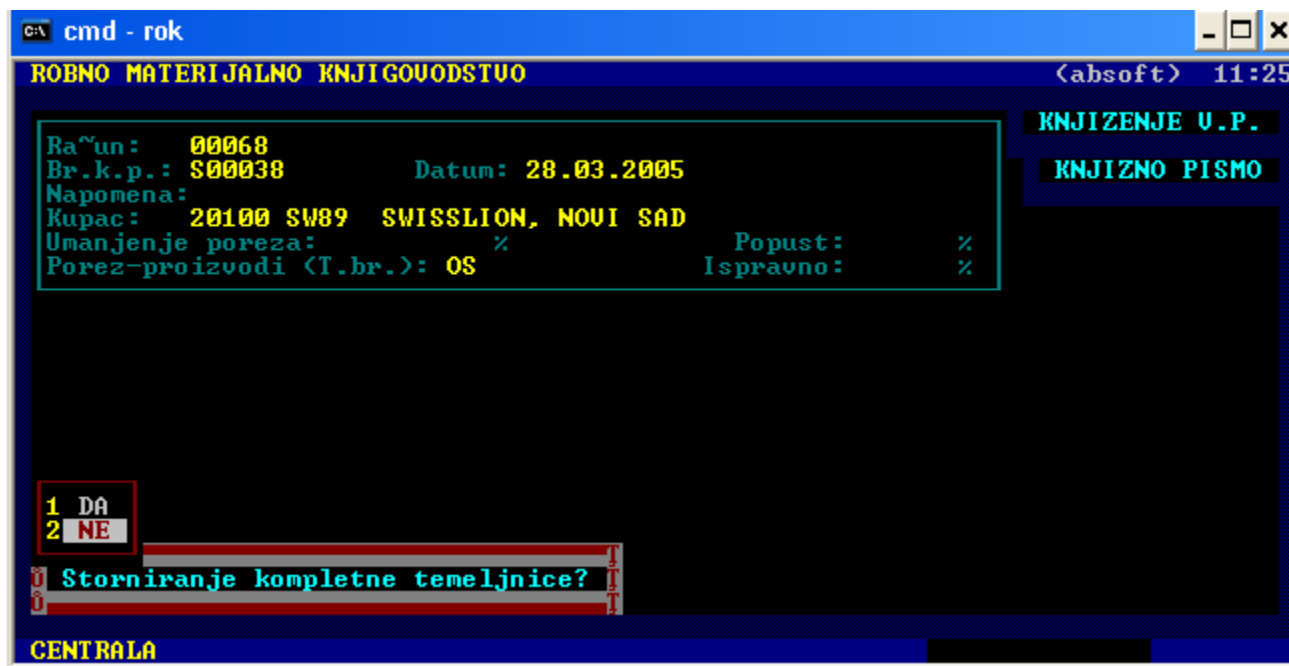 cmd - rok
ROBNO MATERIJALNO KNJIGOVODSTVO (absoft) 11:25
KNJIZENJE V.P.
Ra~un: 00068
Br.k.p.: S00038 Datum: 28.03.2005
KNJIZNO PISMO
Napomena:
Kupac: 20100 SW89 SWISSLION, NOVI SAD
Umanjenje poreza: % Popust: %
Porez-proizvodi (T.br.): OS Ispravno: %
1 DA
2 NE
Storniranje kompletne temeljnice?
CENTRALA